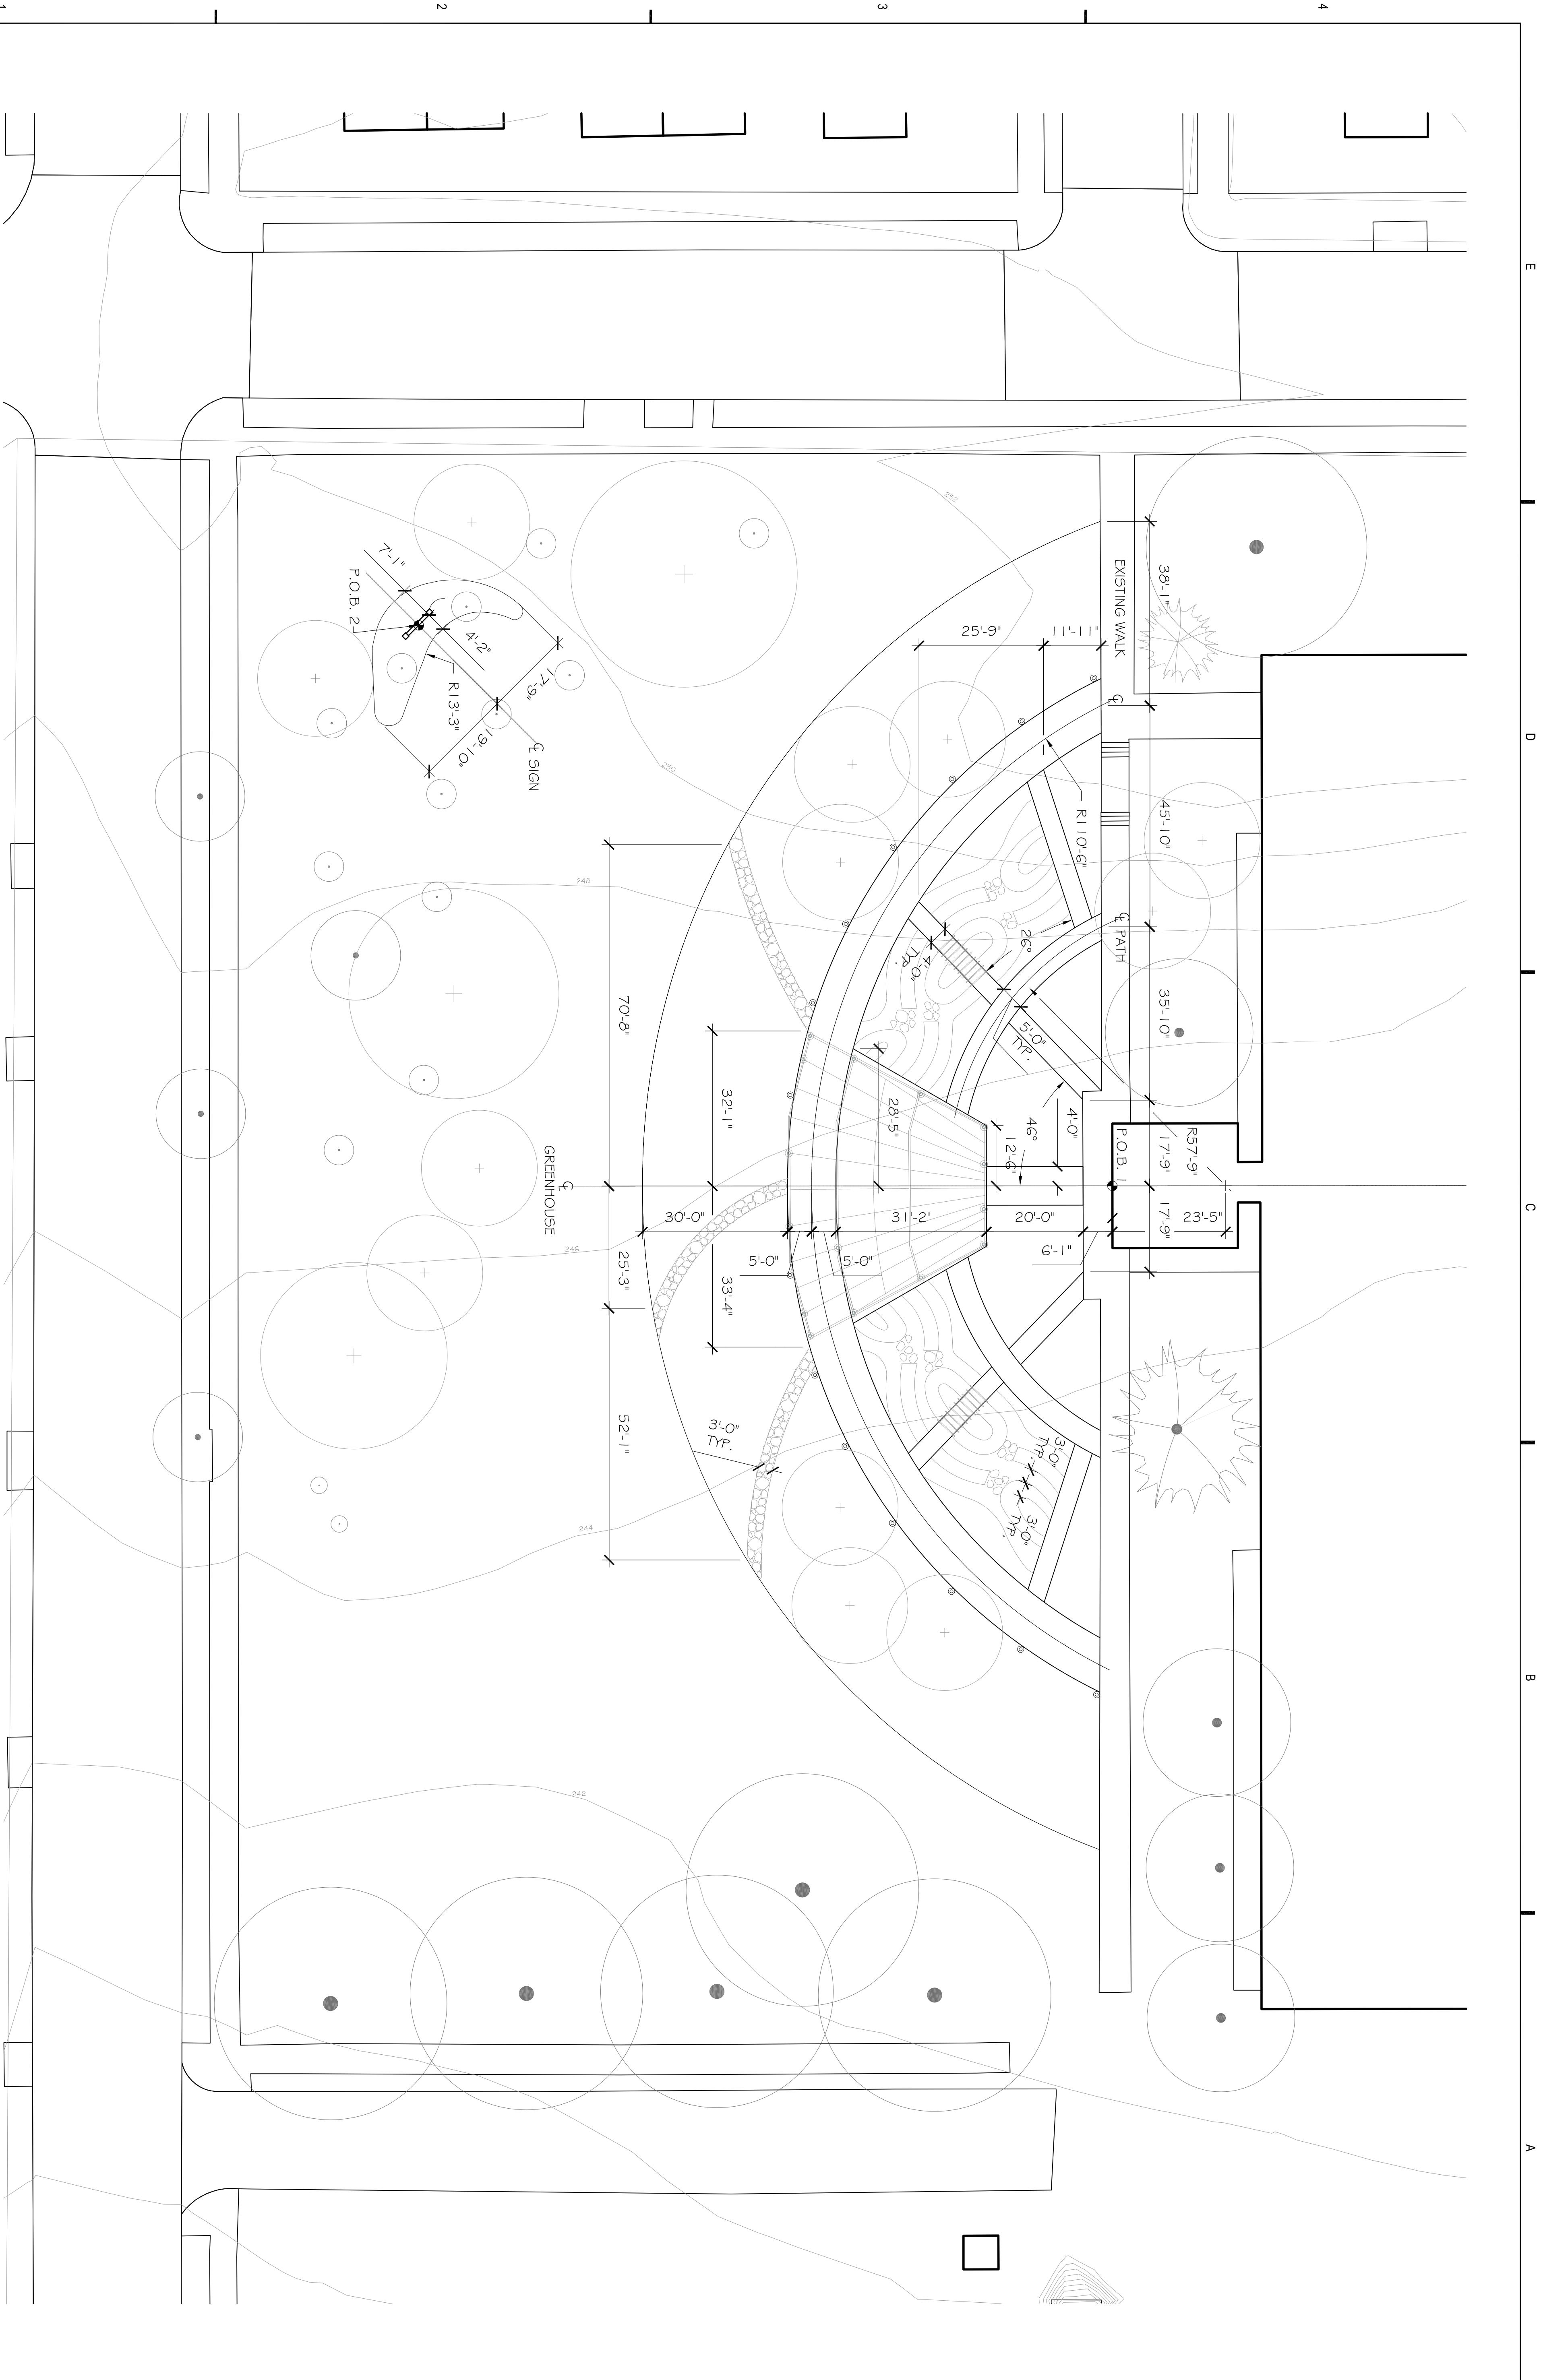 1
2
3
4
E
D
C
B
A
252
250
248
246
244
242
EXISTING WALK
38'-1"
25'-9"
11'-11"
℄
R110'-6"
45'-10"
℄ PATH
7'-1"
P.O.B. 2
4'-2"
R13'-3"
17'-9"
19'-10"
℄ SIGN
26°
4'-0"
TYP.
5'-0"
TYP.
35'-10"
70'-8"
32'-1"
28'-5"
12'-6"
46°
4'-0"
P.O.B. 1
17'-9"
R57'-9"
℄
GREENHOUSE
30'-0"
31'-2"
20'-0"
17'-9"
23'-5"
5'-0"
5'-0"
6'-1"
25'-3"
33'-4"
52'-1"
3'-0"
TYP.
3'-0"
TYP.
3'-0"
TYP.